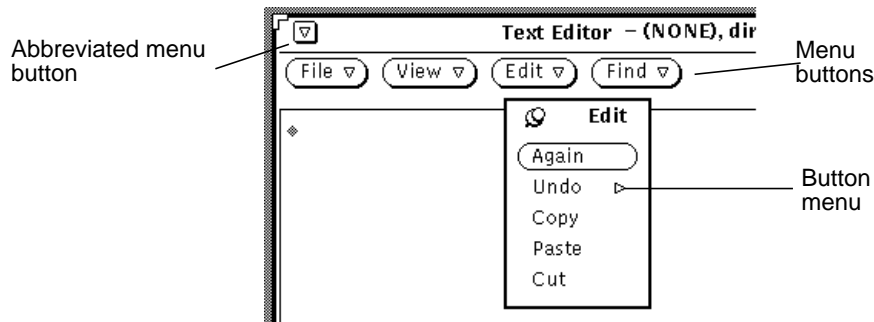 Abbreviated menu
button
Text Editor – (NONE), dir
Menu
buttons
File View Edit Find
Edit
Again
Undo
Copy
Paste
Cut
Button
menu